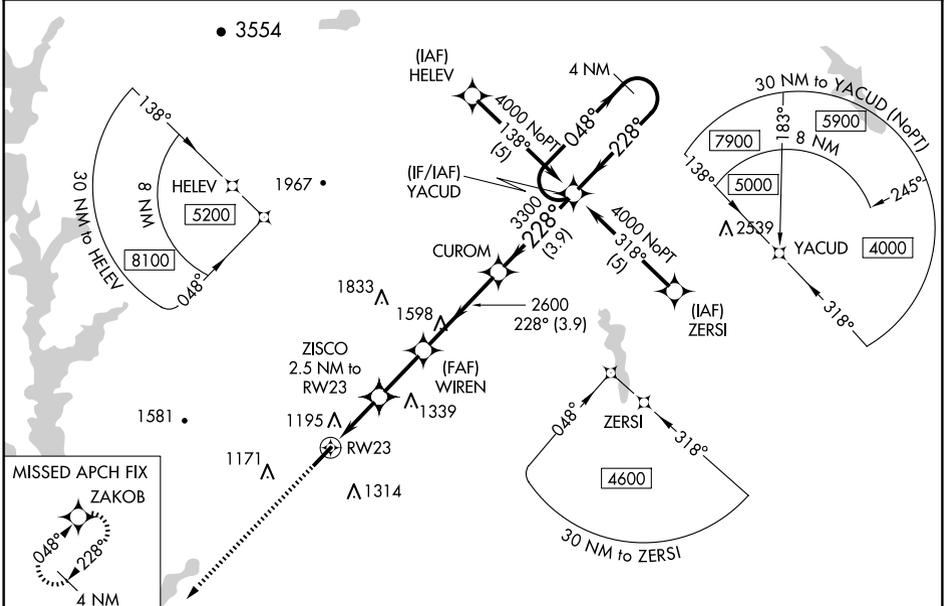 3554
(IAF)
HELEV
4 NM
4000 NoPT
138°
(5)
048°
228°
30 NM to YACUD (NoPT)
5900
7900
183°
8 NM
138°
5000
245°
2539
YACUD
4000
318°
138°
HELEV
8 NM
5200
30 NM to HELEV
8100
048°
1967
(IF/IAF)
YACUD
3300
228°
(3.9)
4000 NoPT
318°
(5)
(IAF)
ZERSI
CUROM
1833
1598
2600
228° (3.9)
ZISCO
2.5 NM to
RW23
(FAF)
WIREN
1339
1195
RW23
1581
1171
1314
048°
ZERSI
318°
4600
30 NM to ZERSI
MISSED APCH FIX
ZAKOB
048°
228°
4 NM